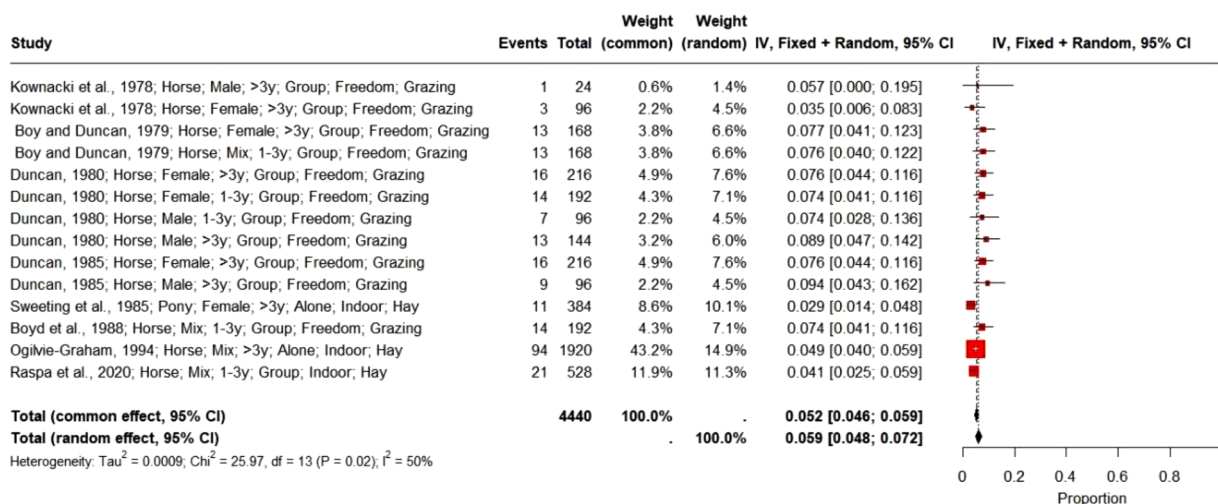 Weight Weight
Study Events Total (common) (random) IV, Fixed + Random, 95% CI IV, Fixed + Random, 95% CI
Kownacki et al., 1978; Horse; Male; >3y; Group; Freedom; Grazing 1 24 0.6% 1.4% 0.057 [0.000; 0.195]
Kownacki et al., 1978; Horse; Female; >3y; Group; Freedom; Grazing 3 96 2.2% 4.5% 0.035 [0.006; 0.083]
Boy and Duncan, 1979; Horse; Female; >3y; Group; Freedom; Grazing 13 168 3.8% 6.6% 0.077 [0.041; 0.123]
Boy and Duncan, 1979; Horse; Mix; 1-3y; Group; Freedom; Grazing 13 168 3.8% 6.6% 0.076 [0.040; 0.122]
Duncan, 1980; Horse; Female; >3y; Group; Freedom; Grazing 16 216 4.9% 7.6% 0.076 [0.044; 0.116]
Duncan, 1980; Horse; Female; 1-3y; Group; Freedom; Grazing 14 192 4.3% 7.1% 0.074 [0.041; 0.116]
Duncan, 1980; Horse; Male; 1-3y; Group; Freedom; Grazing 7 96 2.2% 4.5% 0.074 [0.028; 0.136]
Duncan, 1980; Horse; Male; >3y; Group; Freedom; Grazing 13 144 3.2% 6.0% 0.089 [0.047; 0.142]
Duncan, 1985; Horse; Female; >3y; Group; Freedom; Grazing 16 216 4.9% 7.6% 0.076 [0.044; 0.116]
Duncan, 1985; Horse; Male; >3y; Group; Freedom; Grazing 9 96 2.2% 4.5% 0.094 [0.043; 0.162]
Sweeting et al., 1985; Pony; Female; >3y; Alone; Indoor; Hay 11 384 8.6% 10.1% 0.029 [0.014; 0.048]
Boyd et al., 1988; Horse; Mix; 1-3y; Group; Freedom; Grazing 14 192 4.3% 7.1% 0.074 [0.041; 0.116]
Ogilvie-Graham, 1994; Horse; Mix; >3y; Alone; Indoor; Hay 94 1920 43.2% 14.9% 0.049 [0.040; 0.059]
Raspa et al., 2020; Horse; Mix; 1-3y; Group; Indoor; Hay 21 528 11.9% 11.3% 0.041 [0.025; 0.059]
Total (common effect, 95% CI) 4440 100.0% . 0.052 [0.046; 0.059]
Total (random effect, 95% CI) . 100.0% 0.059 [0.048; 0.072]
Heterogeneity: Tau² = 0.0009; Chi² = 25.97, df = 13 (P = 0.02); I² = 50%
0 0.2 0.4 0.6 0.8
Proportion